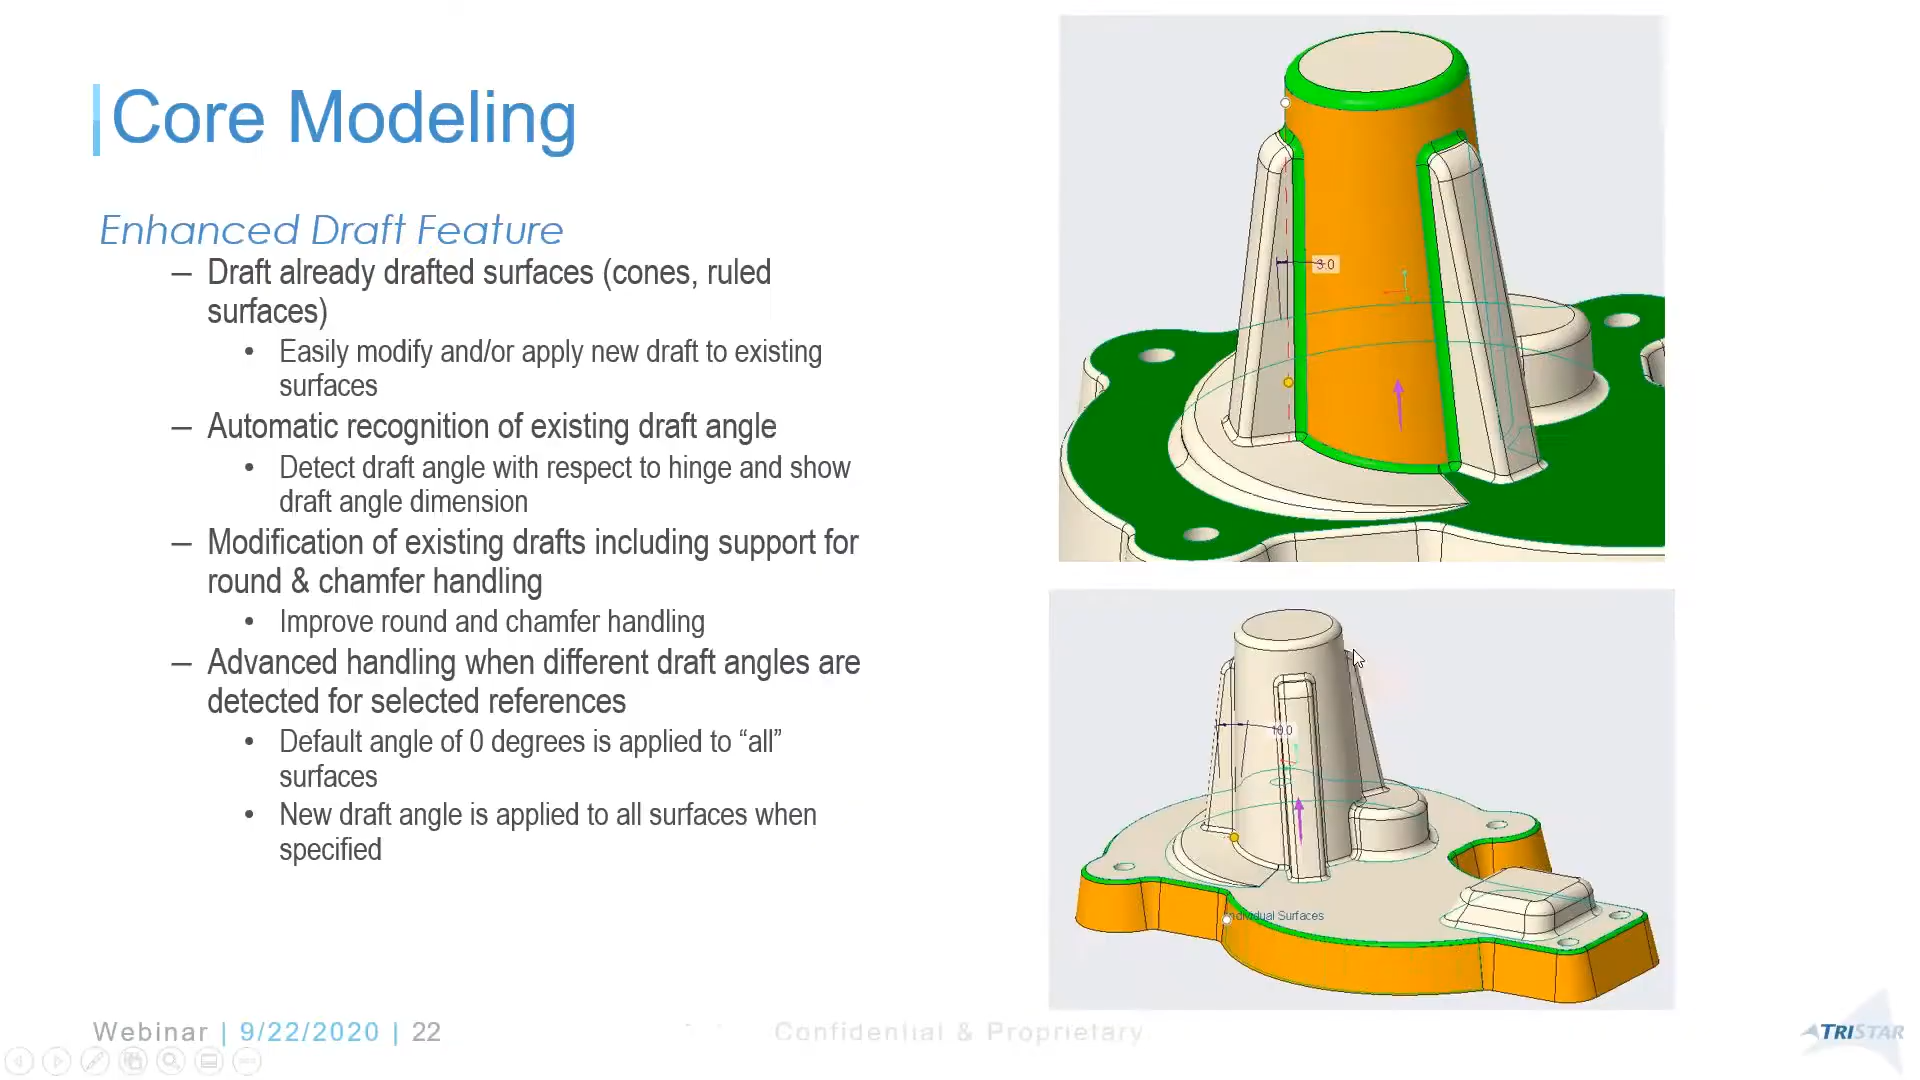 Core Modeling
Enhanced Draft Feature
– Draft already drafted surfaces (cones, ruled
surfaces)
• Easily modify and/or apply new draft to existing
surfaces
– Automatic recognition of existing draft angle
• Detect draft angle with respect to hinge and show
draft angle dimension
– Modification of existing drafts including support for
round & chamfer handling
• Improve round and chamfer handling
– Advanced handling when different draft angles are
detected for selected references
• Default angle of 0 degrees is applied to “all”
surfaces
• New draft angle is applied to all surfaces when
specified
3.0
10.0
Individual Surfaces
Webinar | 9/22/2020 | 22
Confidential & Proprietary
TRISTAR